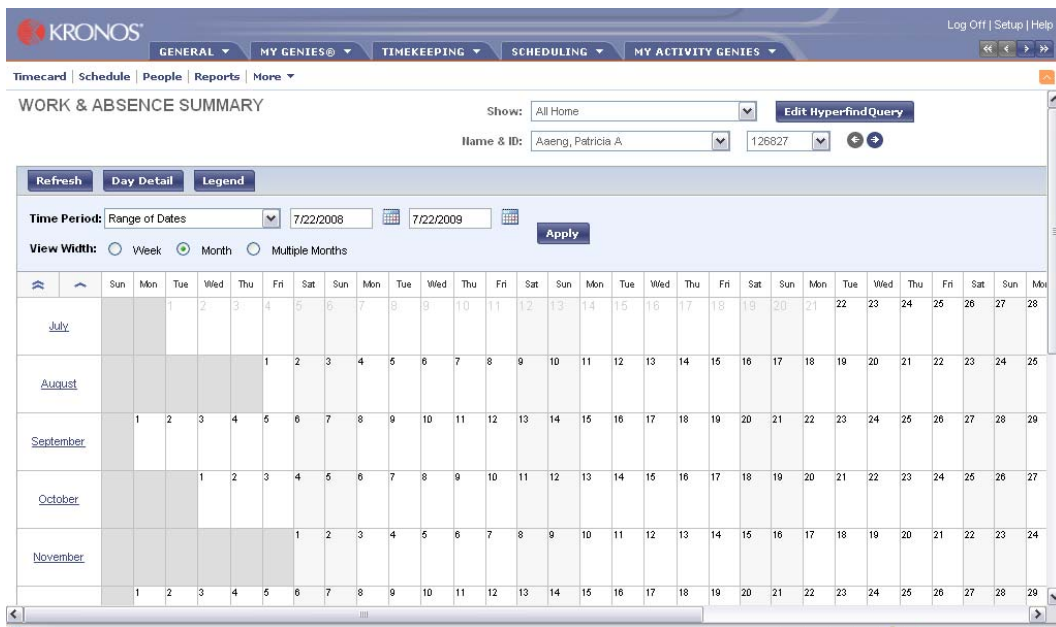 KRONOS®
Log Off | Setup | Help
GENERAL MY GENIES® TIMEKEEPING SCHEDULING MY ACTIVITY GENIES
Timecard | Schedule | People | Reports | More
WORK & ABSENCE SUMMARY
Show: All Home Edit Hyperfind Query
Name & ID: Aaeng, Patricia A 126827
Refresh Day Detail Legend
Time Period: Range of Dates 7/22/2008 7/22/2009
Apply
View Width: Week Month Multiple Months
Sun Mon Tue Wed Thu Fri Sat Sun Mon Tue Wed Thu Fri Sat Sun Mon Tue Wed Thu Fri Sat Sun Mon Tue Wed Thu Fri Sat Sun Mon
July 1 2 3 4 5 6 7 8 9 10 11 12 13 14 15 16 17 18 19 20 21 22 23 24 25 26 27 28
August 1 2 3 4 5 6 7 8 9 10 11 12 13 14 15 16 17 18 19 20 21 22 23 24 25
September 1 2 3 4 5 6 7 8 9 10 11 12 13 14 15 16 17 18 19 20 21 22 23 24 25 26 27 28 29
October 1 2 3 4 5 6 7 8 9 10 11 12 13 14 15 16 17 18 19 20 21 22 23 24 25 26 27
November 1 2 3 4 5 6 7 8 9 10 11 12 13 14 15 16 17 18 19 20 21 22 23 24
1 2 3 4 5 6 7 8 9 10 11 12 13 14 15 16 17 18 19 20 21 22 23 24 25 26 27 28 29